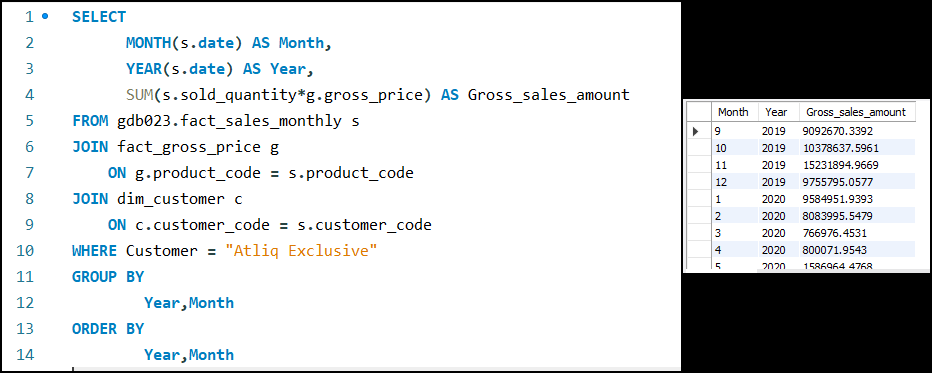 1 SELECT
2 MONTH(s.date) AS Month,
3 YEAR(s.date) AS Year,
4 SUM(s.sold_quantity*g.gross_price) AS Gross_sales_amount
5 FROM gdb023.fact_sales_monthly s
6 JOIN fact_gross_price g
7 ON g.product_code = s.product_code
8 JOIN dim_customer c
9 ON c.customer_code = s.customer_code
10 WHERE Customer = "Atliq Exclusive"
11 GROUP BY
12 Year,Month
13 ORDER BY
14 Year,Month
Month Year Gross_sales_amount
9 2019 9092670.3392
10 2019 10378637.5961
11 2019 15231894.9669
12 2019 9755795.0577
1 2020 9584951.9393
2 2020 8083995.5479
3 2020 766976.4531
4 2020 800071.9543
5 2020 1586964.4768